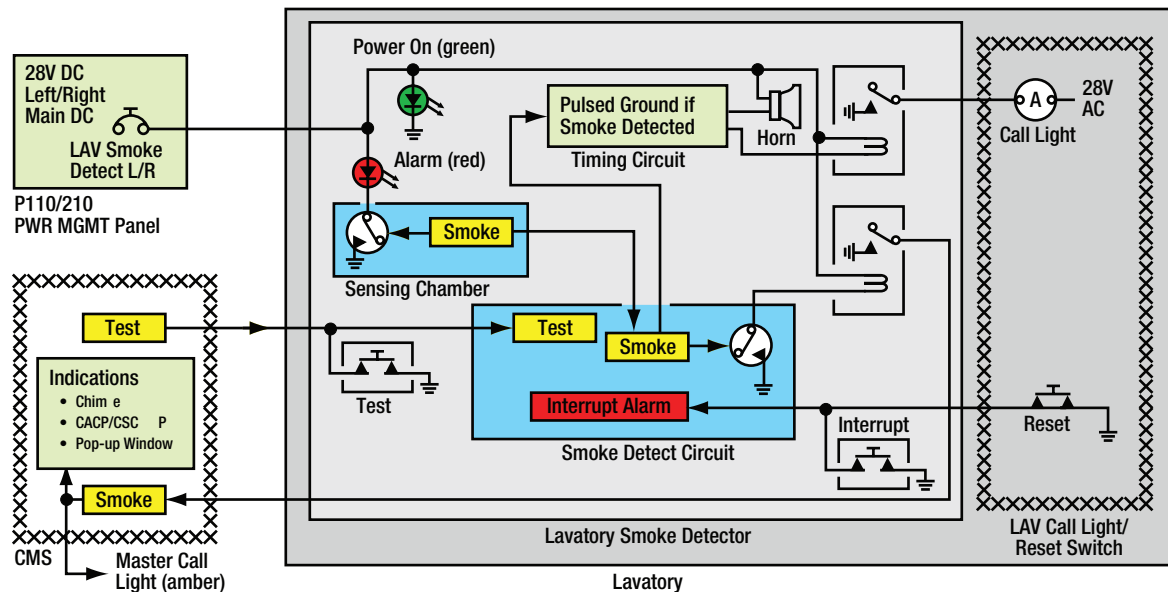 28V DC
Left/Right
Main DC
LAV Smoke
Detect L/R
P110/210
PWR MGMT Panel
Power On (green)
Alarm (red)
Pulsed Ground if
Smoke Detected
Timing Circuit
Horn
A
28V
AC
Call Light
Smoke
Sensing Chamber
Test
Test
Test
Smoke
Interrupt Alarm
Smoke Detect Circuit
Interrupt
Reset
Indications
• Chim e
• CACP/CSC P
• Pop-up Window
Smoke
CMS
Master Call
Light (amber)
Lavatory Smoke Detector
LAV Call Light/
Reset Switch
Lavatory